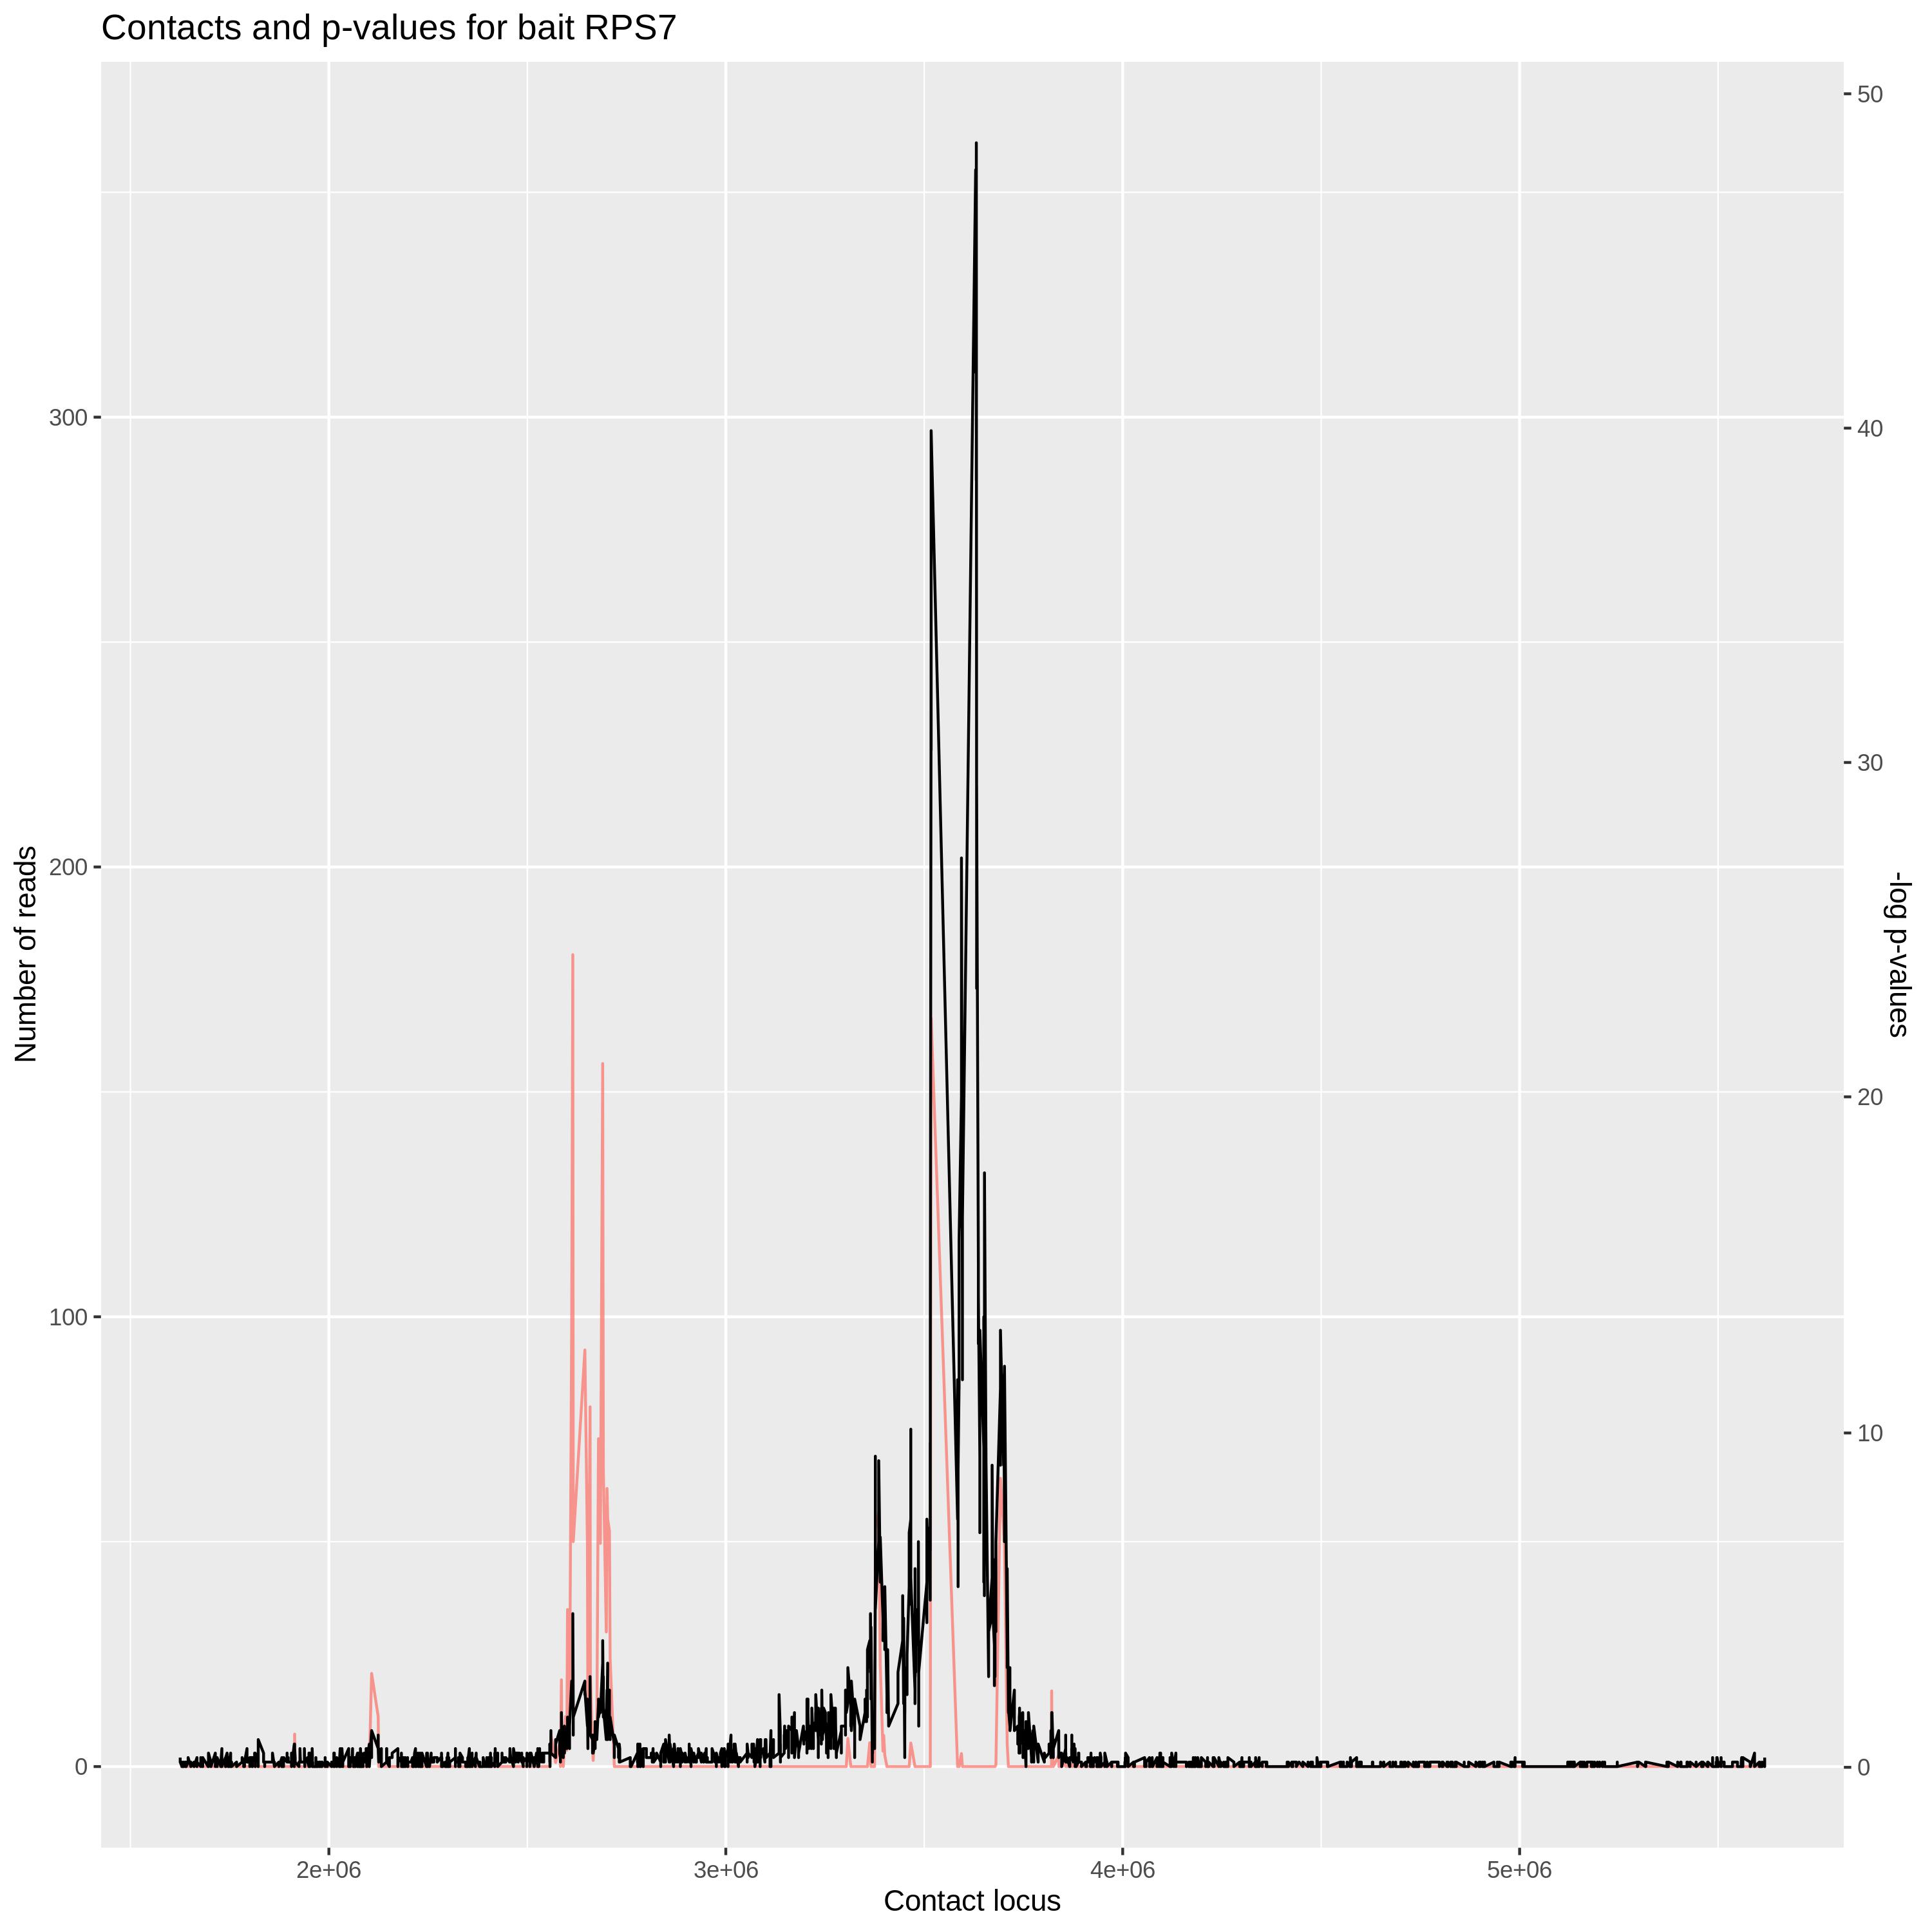 Contacts and p-values for bait RPS7
50
300
40
30
200
20
100
10
0
0
Number of reads
-log p-values
2e+06
3e+06
4e+06
5e+06
Contact locus